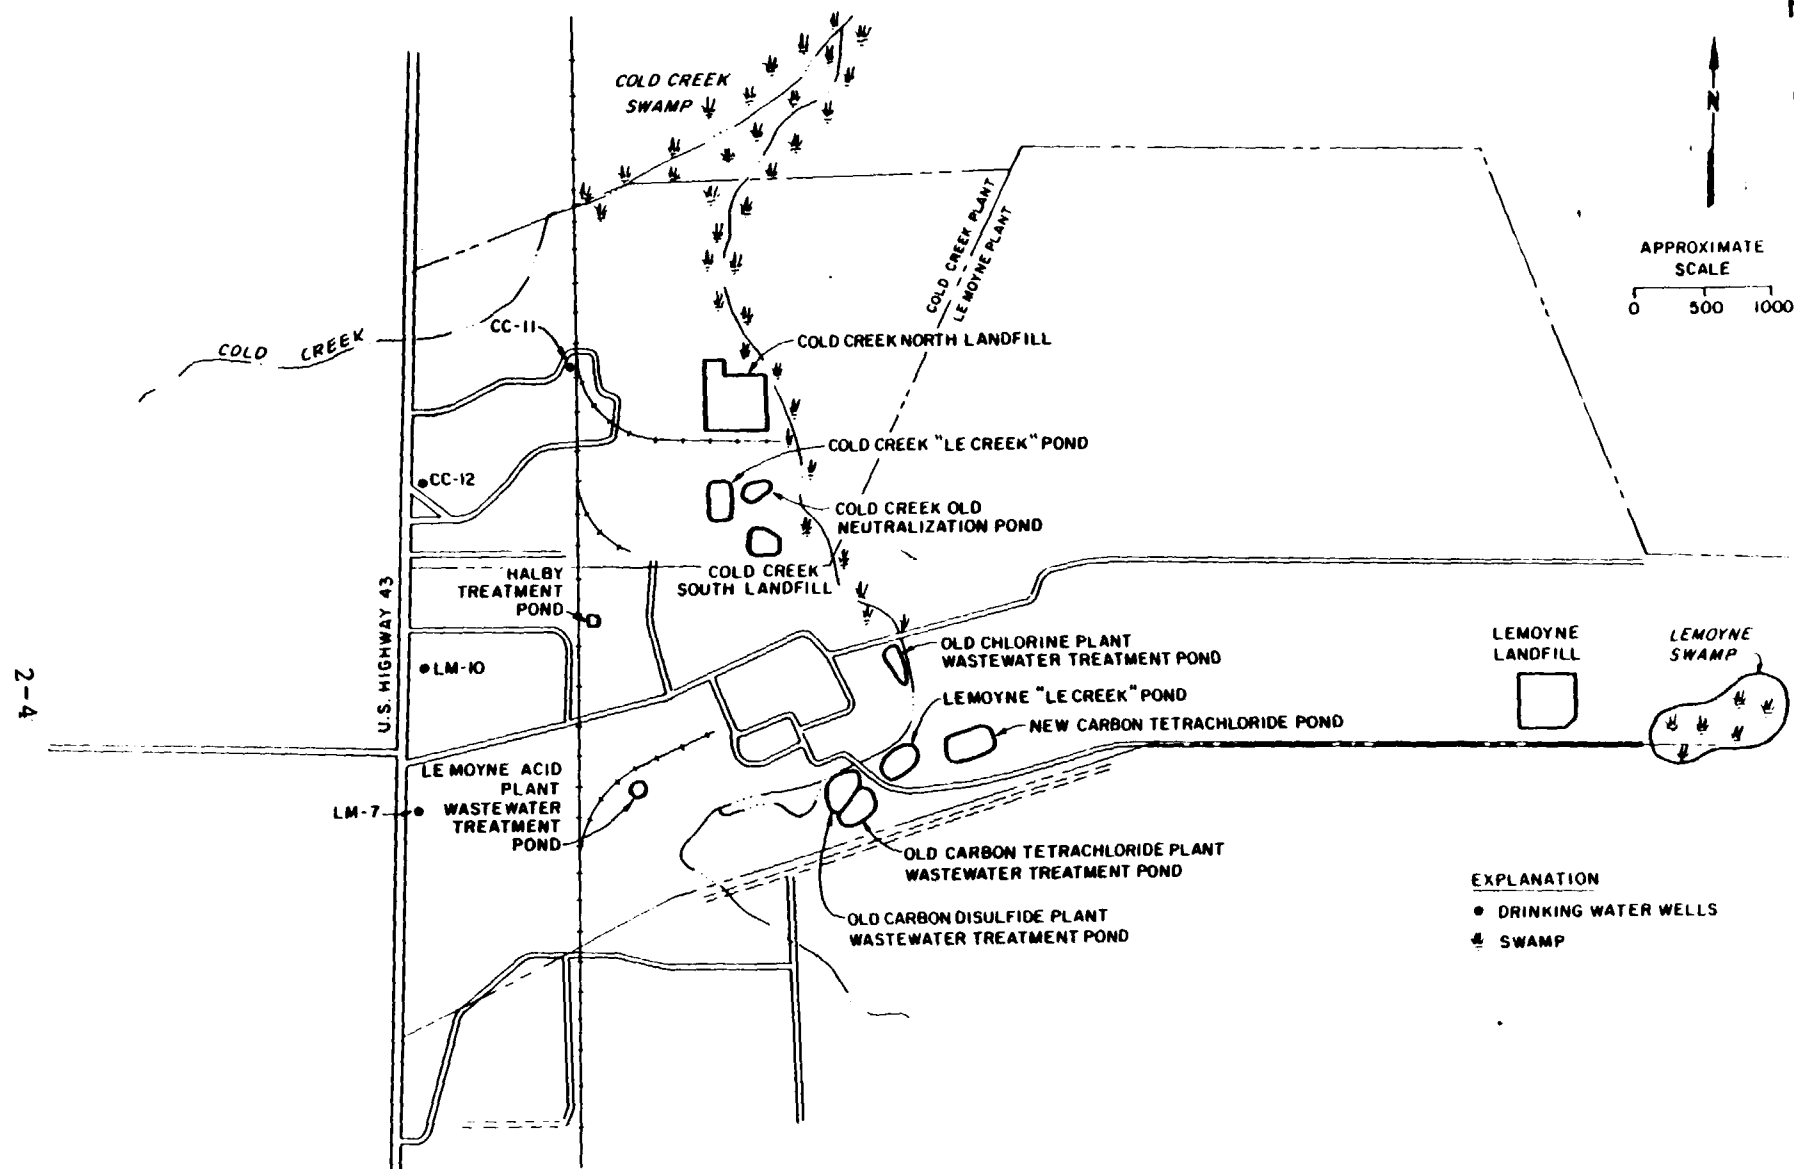 COLD CREEK
SWAMP
N
APPROXIMATE
SCALE
0 500 1000
COLD CREEK PLANT
LE MOYNE PLANT
COLD CREEK
CC-11
COLD CREEK NORTH LANDFILL
COLD CREEK "LE CREEK" POND
CC-12
COLD CREEK OLD
NEUTRALIZATION POND
COLD CREEK
SOUTH LANDFILL
HALBY
TREATMENT
POND
U.S. HIGHWAY 43
LM-10
OLD CHLORINE PLANT
WASTEWATER TREATMENT POND
LEMOYNE "LE CREEK" POND
NEW CARBON TETRACHLORIDE POND
LEMOYNE
LANDFILL
LEMOYNE
SWAMP
2-4
LE MOYNE ACID
PLANT
WASTEWATER
TREATMENT
POND
LM-7
OLD CARBON TETRACHLORIDE PLANT
WASTEWATER TREATMENT POND
OLD CARBON DISULFIDE PLANT
WASTEWATER TREATMENT POND
EXPLANATION
DRINKING WATER WELLS
SWAMP